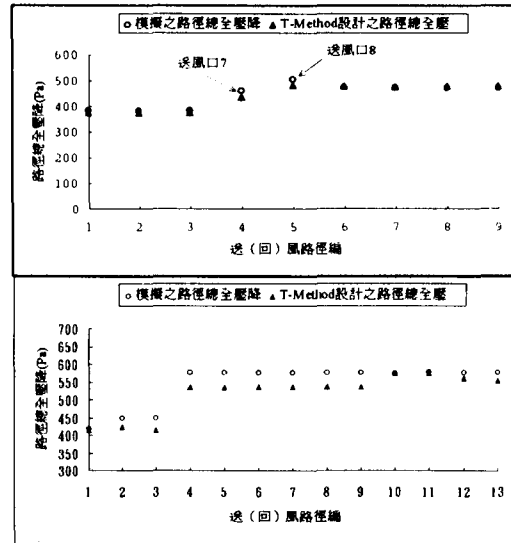 ○ 模擬之路徑總全壓降 ▲ T-Method設計之路徑總全壓
送風口7
送風口8
路徑總全壓降(Pa)
600
500
400
300
200
100
0
1 2 3 4 5 6 7 8 9
送（回）風路徑編
○ 模擬之路徑總全壓降 ▲ T-Method設計之路徑總全壓
路徑總全壓降(Pa)
700
650
600
550
500
450
400
350
300
1 2 3 4 5 6 7 8 9 10 11 12 13
送（回）風路徑編